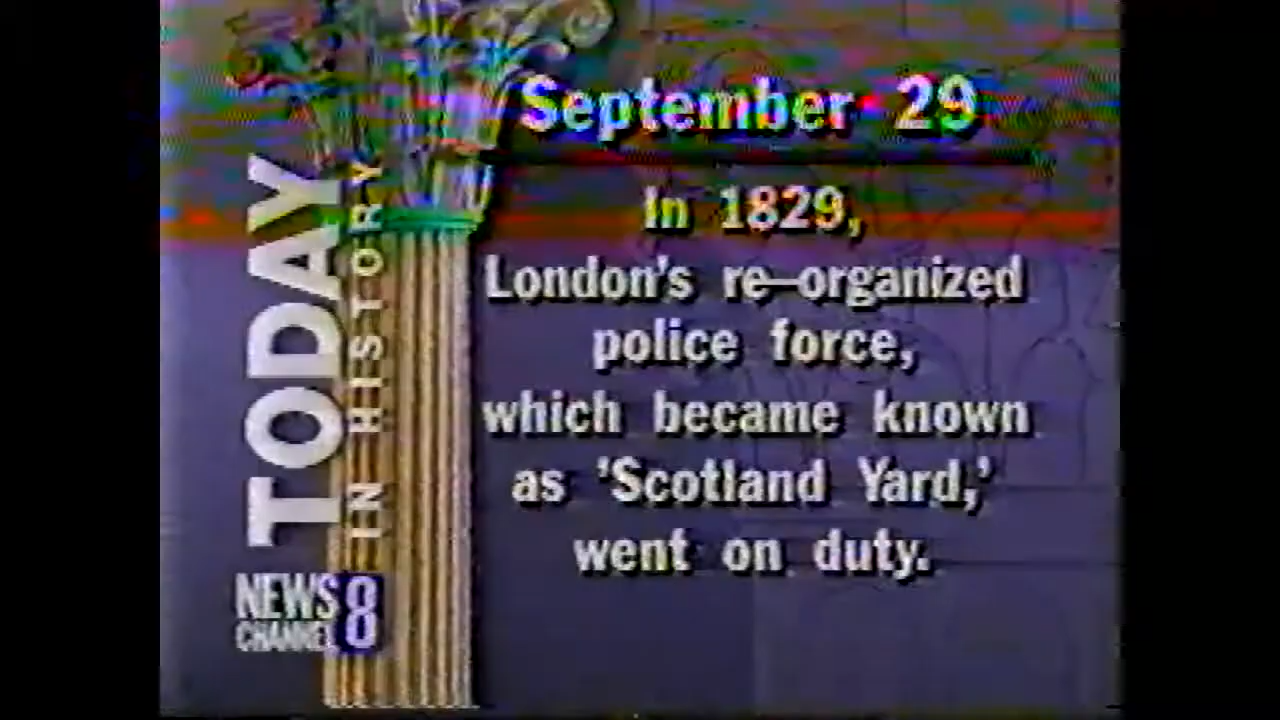 September 29
In 1829,
London's re-organized
police force,
which became known
as 'Scotland Yard,'
went on duty.
TODAY
IN HISTORY
NEWS
CHANNEL 8